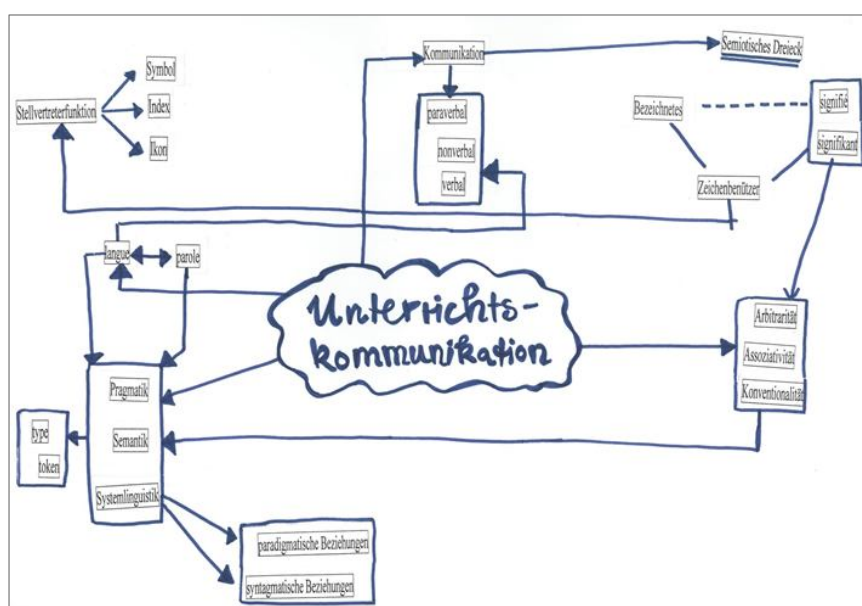 Kommunikation
Semiotisches Dreieck
Symbol
Stellvertreterfunktion
Index
Ikon
paraverbal
nonverbal
verbal
Bezeichnetes
signifié
signifikant
Zeichenbenützer
langue
parole
Unterrichts-
kommunikation
Arbitrarität
Assoziativität
Konventionalität
Pragmatik
Semantik
Systemlinguistik
type
token
paradigmatische Beziehungen
syntagmatische Beziehungen